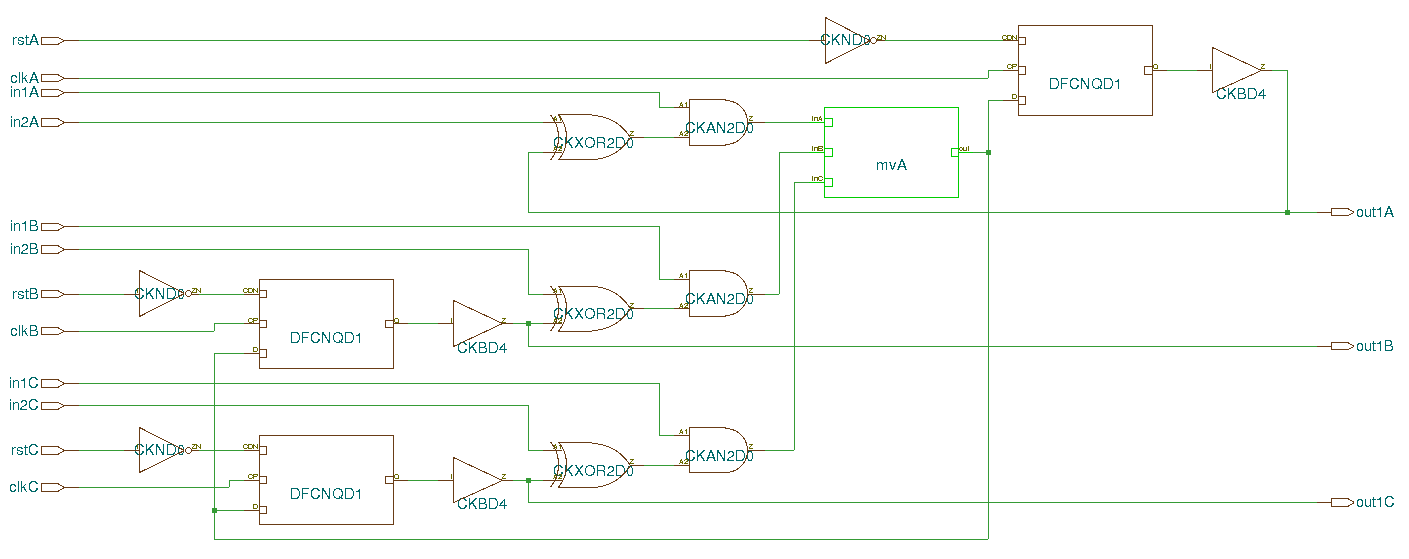 rstA
CKND0
ZN
CDN
clkA
CP
DFCNQD1
Q
I
Z
CKBD4
in1A
D
A1
CKAN2D0
Z
in2A
A1
CKXOR2D0
Z
A2
A2
inA
inB
mvA
out
inC
out1A
in1B
in2B
A1
CKAN2D0
Z
rstB
CKND0
ZN
CDN
A1
CKXOR2D0
Z
A2
clkB
CP
DFCNQD1
Q
I
Z
CKBD4
A2
D
out1B
in1C
in2C
A1
CKAN2D0
Z
rstC
CKND0
ZN
CDN
A1
CKXOR2D0
Z
A2
clkC
CP
DFCNQD1
Q
I
Z
CKBD4
A2
D
out1C